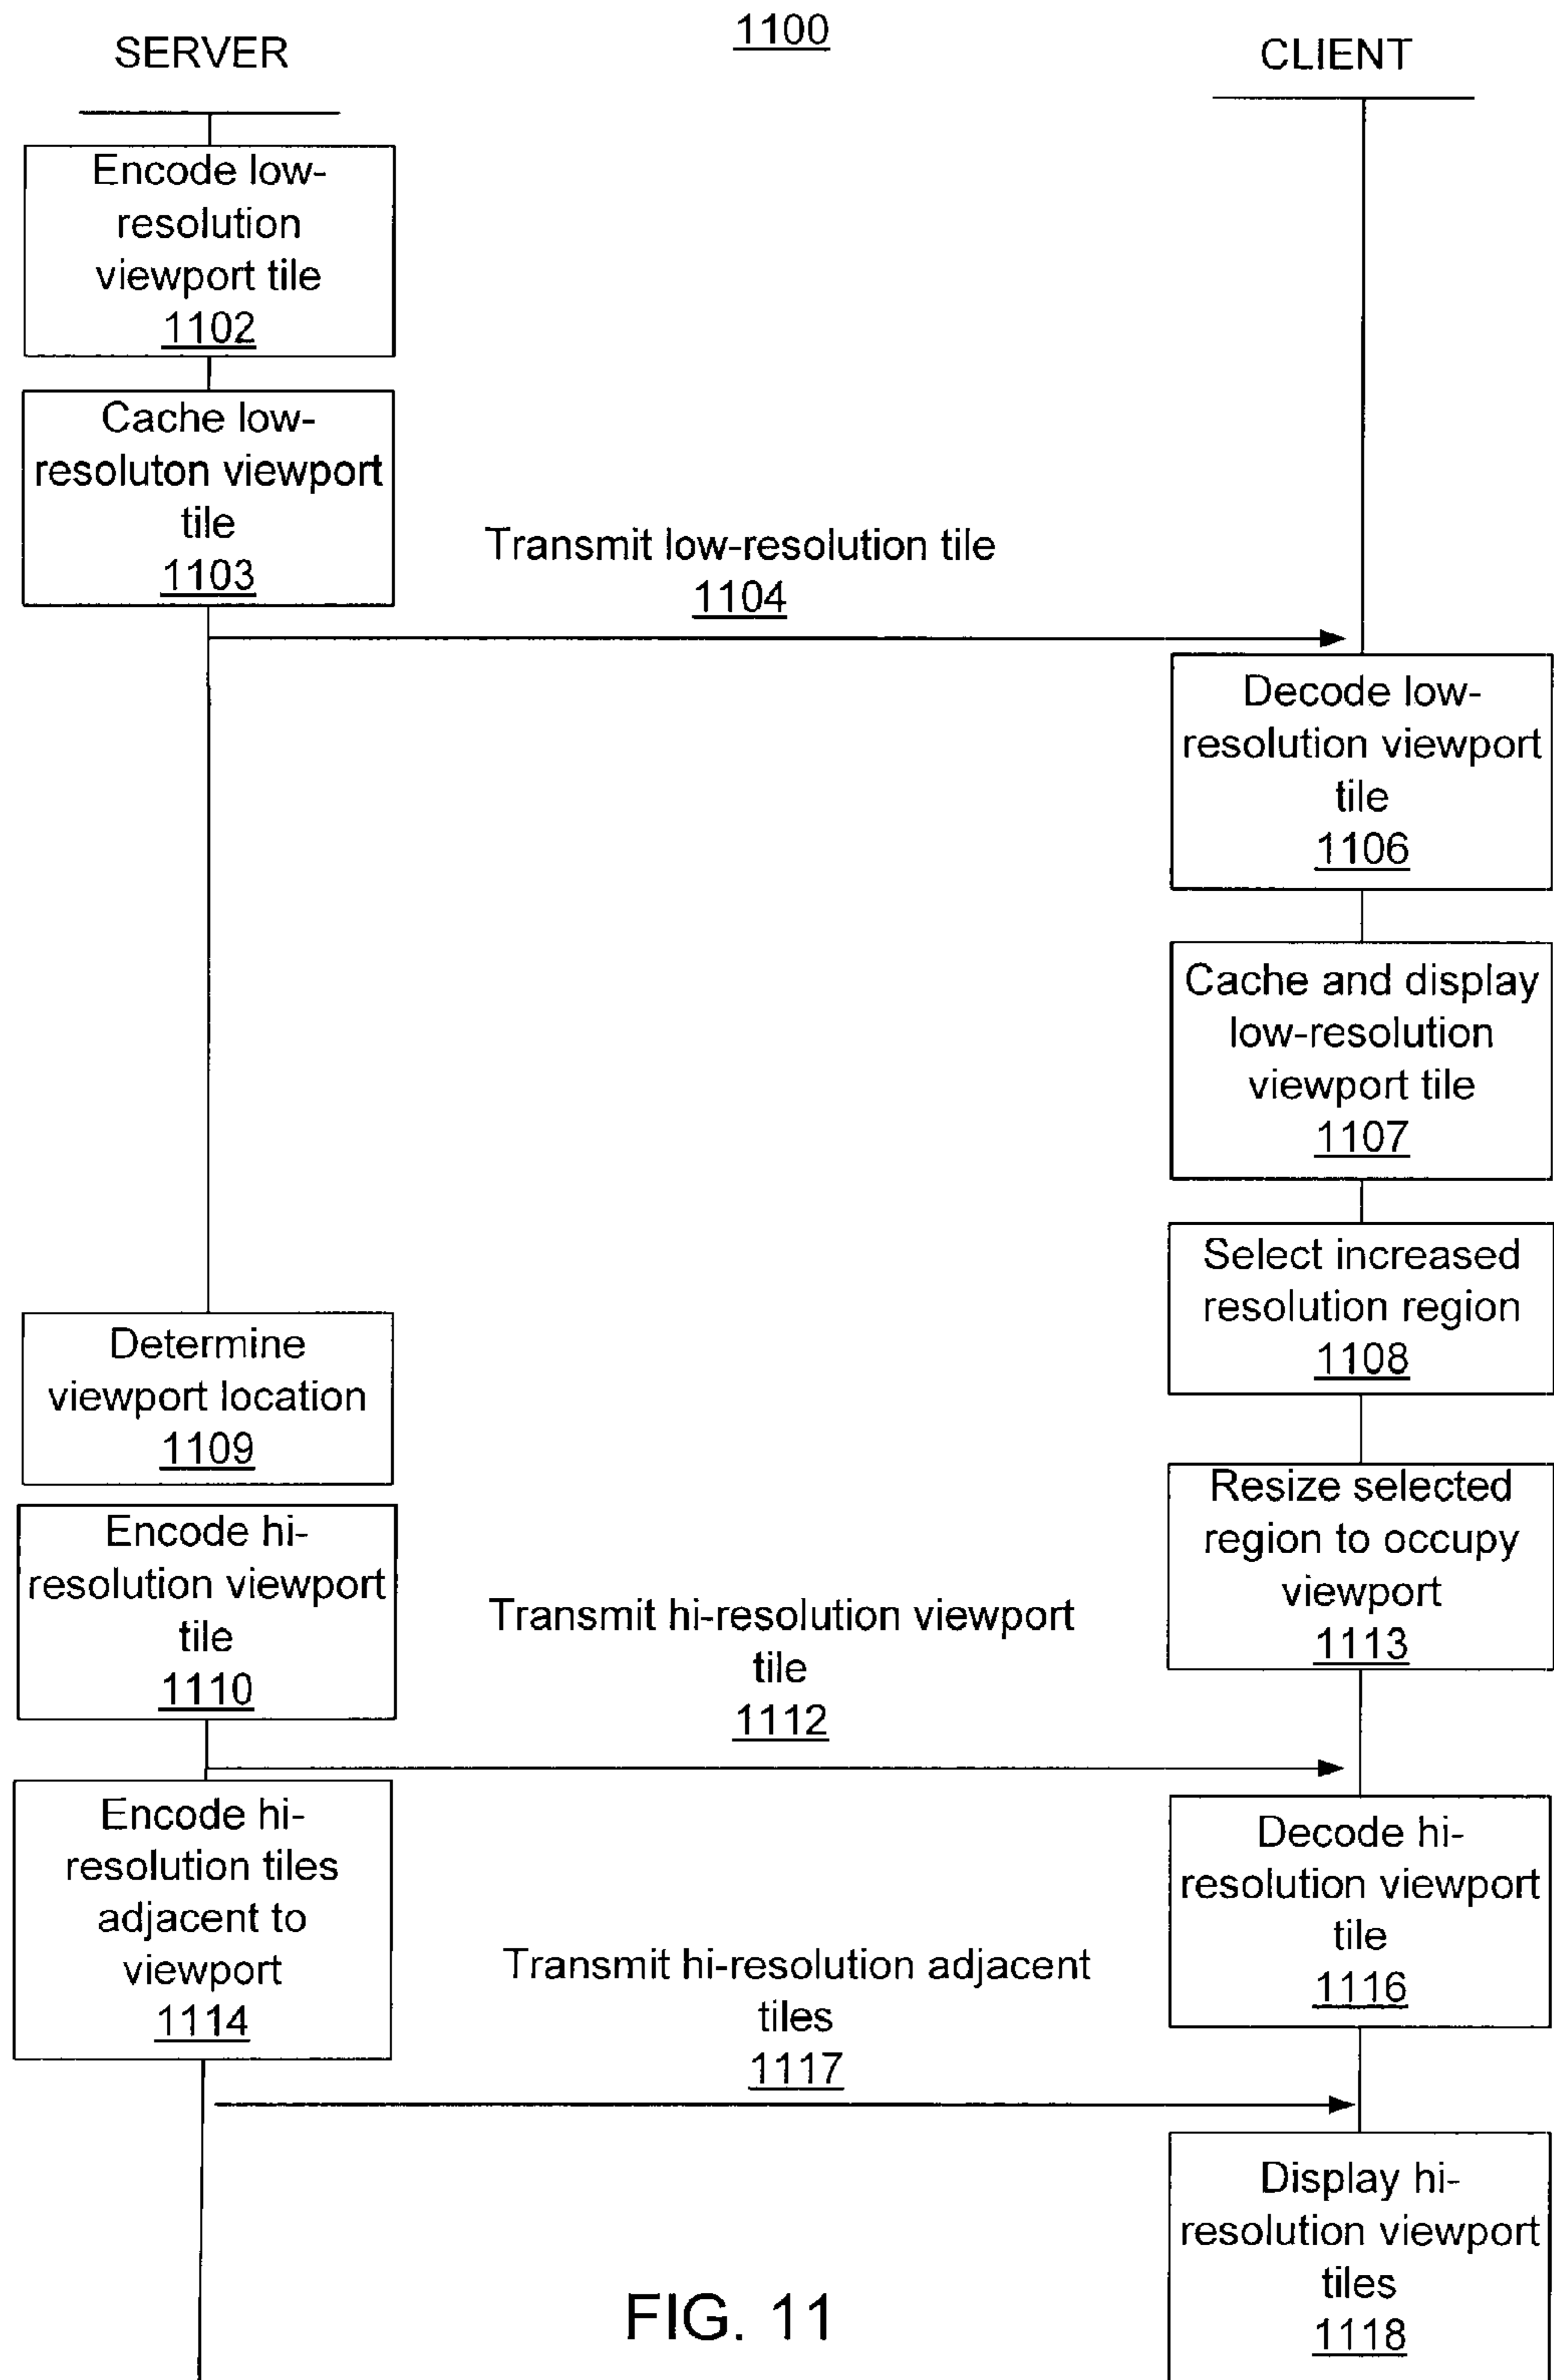 1100
SERVER
CLIENT
Encode low-
resolution
viewport tile
1102
Cache low-
resoluton viewport
tile
1103
Transmit low-resolution tile
1104
Decode low-
resolution viewport
tile
1106
Cache and display
low-resolution
viewport tile
1107
Select increased
resolution region
1108
Determine
viewport location
1109
Resize selected
region to occupy
viewport
1113
Encode hi-
resolution viewport
tile
1110
Transmit hi-resolution viewport
tile
1112
Encode hi-
resolution tiles
adjacent to
viewport
1114
Decode hi-
resolution viewport
tile
1116
Transmit hi-resolution adjacent
tiles
1117
Display hi-
resolution viewport
tiles
1118
FIG. 11